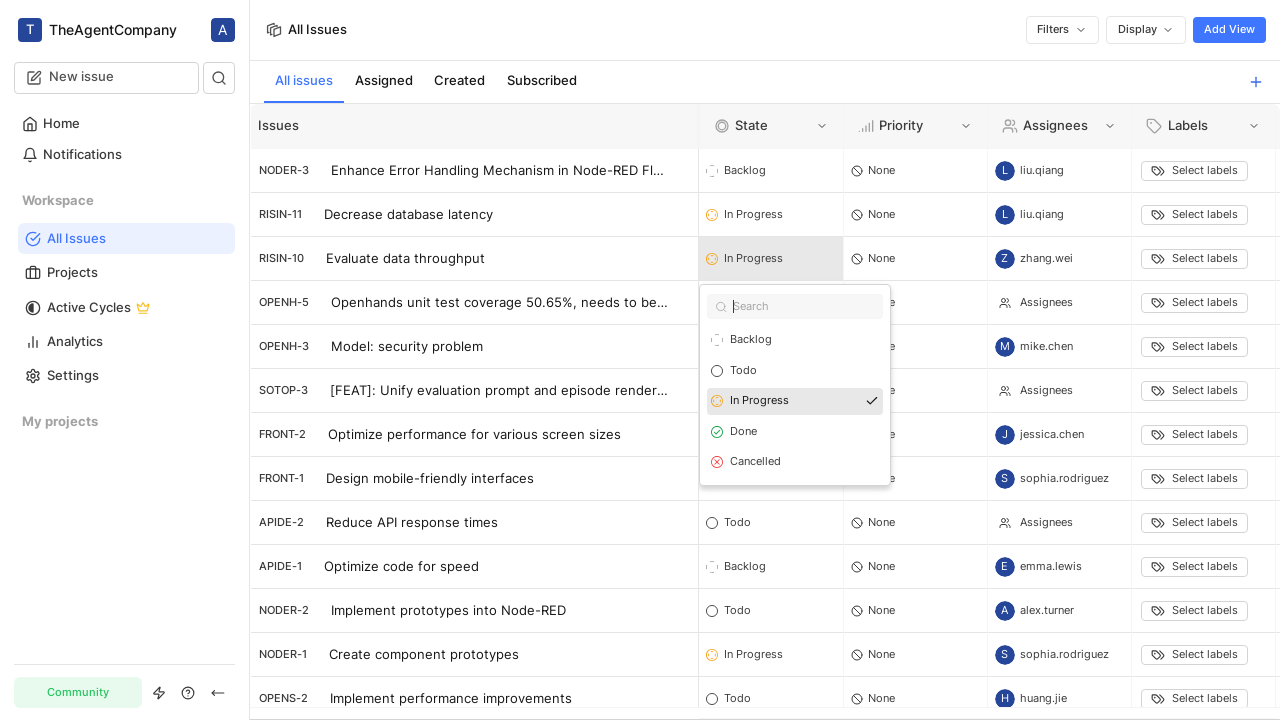 T TheAgentCompany A
New issue
Home
Notifications
Workspace
All Issues
Projects
Active Cycles
Analytics
Settings
My projects
Community
All Issues Filters Display Add View
All issues Assigned Created Subscribed
Issues State Priority Assignees Labels
NODER-3 Enhance Error Handling Mechanism in Node-RED Fl... Backlog None L liu.qiang Select labels
RISIN-11 Decrease database latency In Progress None L liu.qiang Select labels
RISIN-10 Evaluate data throughput In Progress None Z zhang.wei Select labels
OPENH-5 Openhands unit test coverage 50.65%, needs to be... Assignees Select labels
OPENH-3 Model: security problem M mike.chen Select labels
SOTOP-3 [FEAT]: Unify evaluation prompt and episode render... Assignees Select labels
FRONT-2 Optimize performance for various screen sizes J jessica.chen Select labels
FRONT-1 Design mobile-friendly interfaces S sophia.rodriguez Select labels
APIDE-2 Reduce API response times Todo None Assignees Select labels
APIDE-1 Optimize code for speed Backlog None E emma.lewis Select labels
NODER-2 Implement prototypes into Node-RED Todo None A alex.turner Select labels
NODER-1 Create component prototypes In Progress None S sophia.rodriguez Select labels
OPENS-2 Implement performance improvements Todo None H huang.jie Select labels
Search
Backlog
Todo
In Progress
Done
Cancelled